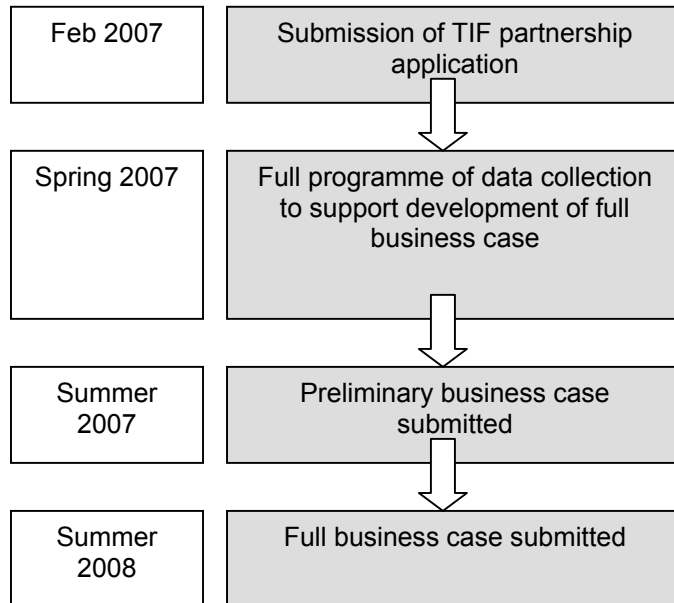 Feb 2007
Submission of TIF partnership
application
Spring 2007
Full programme of data collection
to support development of full
business case
Summer
2007
Preliminary business case
submitted
Summer
2008
Full business case submitted